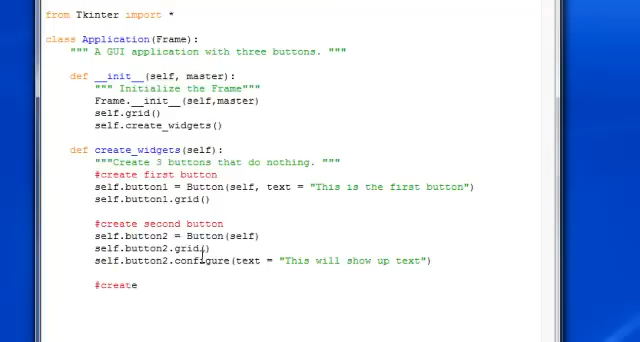 from Tkinter import *
class Application(Frame):
""" A GUI application with three buttons. """
def __init__(self, master):
""" Initialize the Frame"""
Frame.__init__(self,master)
self.grid()
self.create_widgets()
def create_widgets(self):
"""Create 3 buttons that do nothing. """
#create first button
self.button1 = Button(self, text = "This is the first button")
self.button1.grid()
#create second button
self.button2 = Button(self)
self.button2.grid()
self.button2.configure(text = "This will show up text")
#create